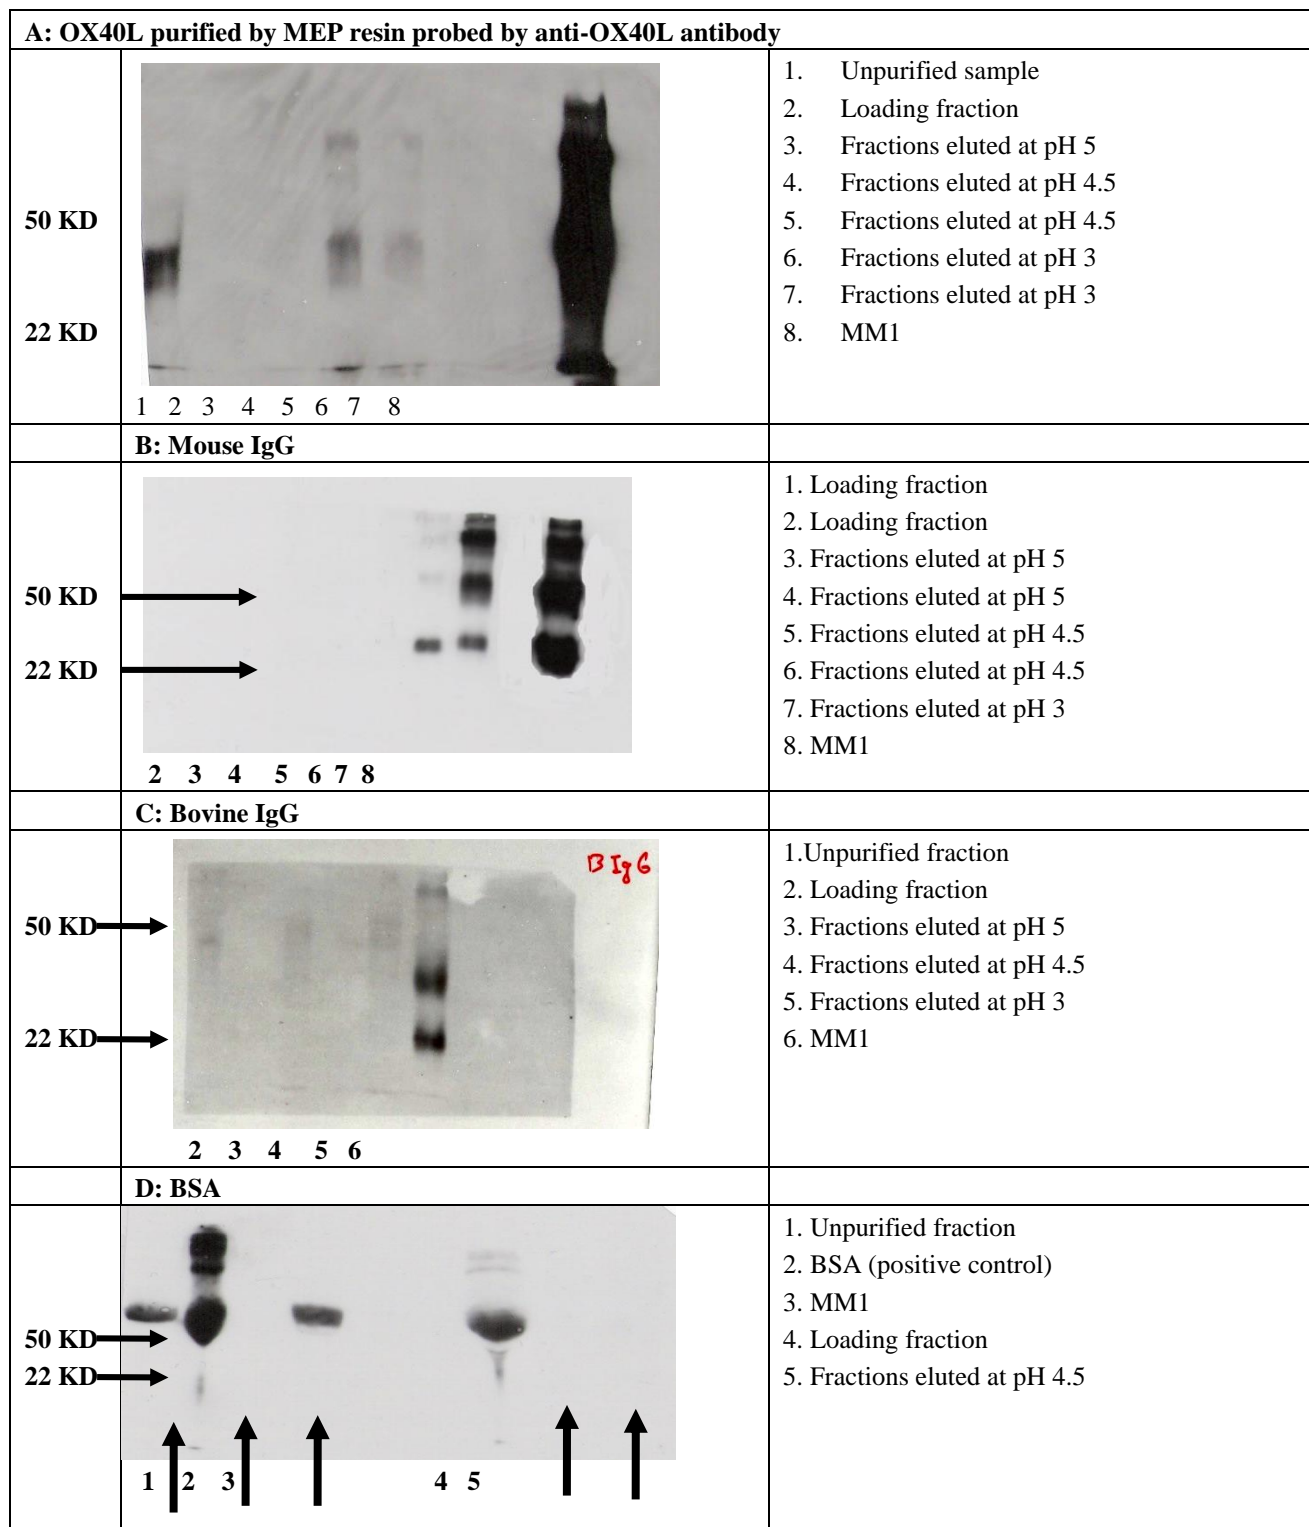 A: OX40L purified by MEP resin probed by anti-OX40L antibody
50 KD
22 KD
1 2 3 4 5 6 7 8
1. Unpurified sample
2. Loading fraction
3. Fractions eluted at pH 5
4. Fractions eluted at pH 4.5
5. Fractions eluted at pH 4.5
6. Fractions eluted at pH 3
7. Fractions eluted at pH 3
8. MM1
B: Mouse IgG
50 KD
22 KD
2 3 4 5 6 7 8
1. Loading fraction
2. Loading fraction
3. Fractions eluted at pH 5
4. Fractions eluted at pH 5
5. Fractions eluted at pH 4.5
6. Fractions eluted at pH 4.5
7. Fractions eluted at pH 3
8. MM1
C: Bovine IgG
50 KD
22 KD
B IgG
2 3 4 5 6
1.Unpurified fraction
2. Loading fraction
3. Fractions eluted at pH 5
4. Fractions eluted at pH 4.5
5. Fractions eluted at pH 3
6. MM1
D: BSA
50 KD
22 KD
1 2 3 4 5
1. Unpurified fraction
2. BSA (positive control)
3. MM1
4. Loading fraction
5. Fractions eluted at pH 4.5